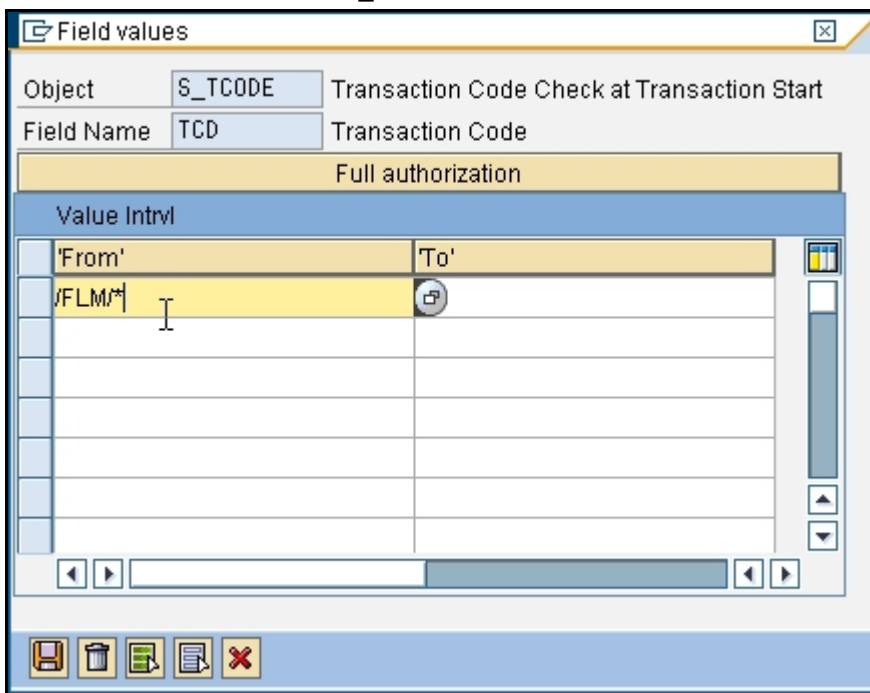 Field values
Object S_TCODE Transaction Code Check at Transaction Start
Field Name TCD Transaction Code
Full authorization
Value Intrvl
'From' 'To'
/FLM/*